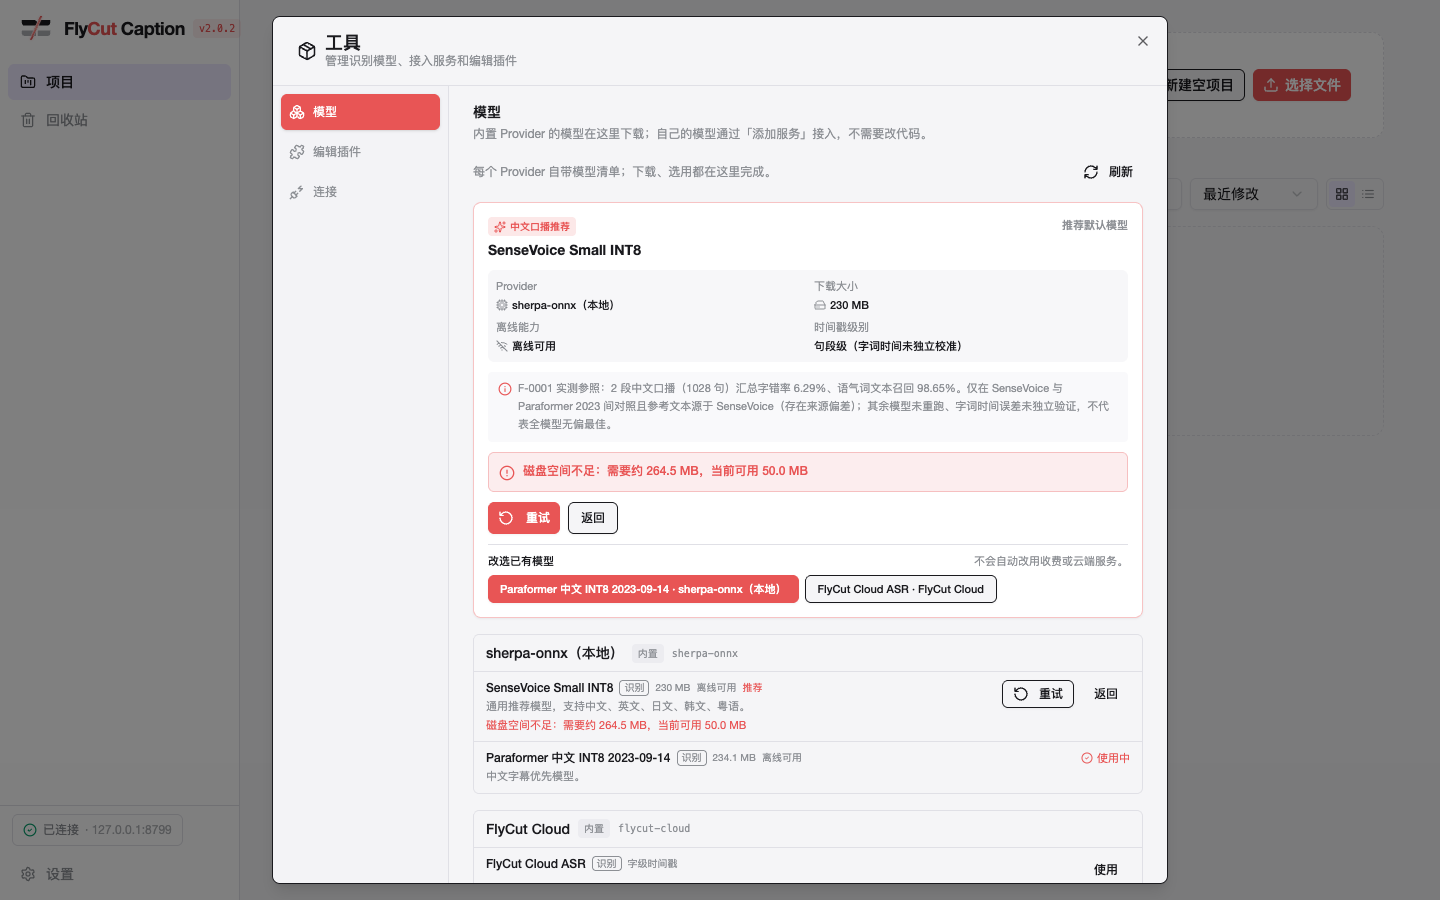 FlyCut Caption v2.0.2
项目
回收站
已连接 · 127.0.0.1:8799
设置
新建空项目
选择文件
最近修改
工具
管理识别模型、接入服务和编辑插件
模型
编辑插件
连接
模型
内置 Provider 的模型在这里下载；自己的模型通过「添加服务」接入，不需要改代码。
每个 Provider 自带模型清单；下载、选用都在这里完成。
刷新
中文口播推荐
推荐默认模型
SenseVoice Small INT8
Provider
下载大小
sherpa-onnx（本地）
230 MB
离线能力
时间戳级别
离线可用
句段级（字词时间未独立校准）
F-0001 实测参照：2 段中文口播（1028 句）汇总字错率 6.29%、语气词文本召回 98.65%。仅在 SenseVoice 与
Paraformer 2023 间对照且参考文本源于 SenseVoice（存在来源偏差）；其余模型未重跑、字词时间误差未独立验证，不代
表全模型无偏最佳。
磁盘空间不足：需要约 264.5 MB，当前可用 50.0 MB
重试
返回
改选已有模型
不会自动改用收费或云端服务。
Paraformer 中文 INT8 2023-09-14 · sherpa-onnx（本地）
FlyCut Cloud ASR · FlyCut Cloud
sherpa-onnx（本地） 内置 sherpa-onnx
SenseVoice Small INT8 识别 230 MB 离线可用 推荐
重试
返回
通用推荐模型，支持中文、英文、日文、韩文、粤语。
磁盘空间不足：需要约 264.5 MB，当前可用 50.0 MB
Paraformer 中文 INT8 2023-09-14 识别 234.1 MB 离线可用
使用中
中文字幕优先模型。
FlyCut Cloud 内置 flycut-cloud
FlyCut Cloud ASR 识别 字级时间戳
使用